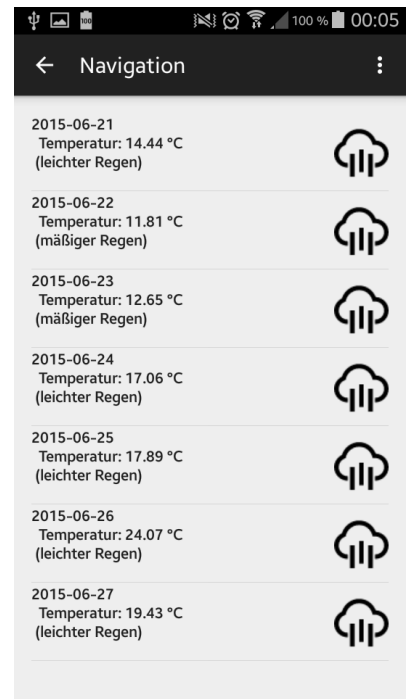 100 100 % 00:05
Navigation
2015-06-21
Temperatur: 14.44 °C
(leichter Regen)
2015-06-22
Temperatur: 11.81 °C
(mäßiger Regen)
2015-06-23
Temperatur: 12.65 °C
(mäßiger Regen)
2015-06-24
Temperatur: 17.06 °C
(leichter Regen)
2015-06-25
Temperatur: 17.89 °C
(leichter Regen)
2015-06-26
Temperatur: 24.07 °C
(leichter Regen)
2015-06-27
Temperatur: 19.43 °C
(leichter Regen)